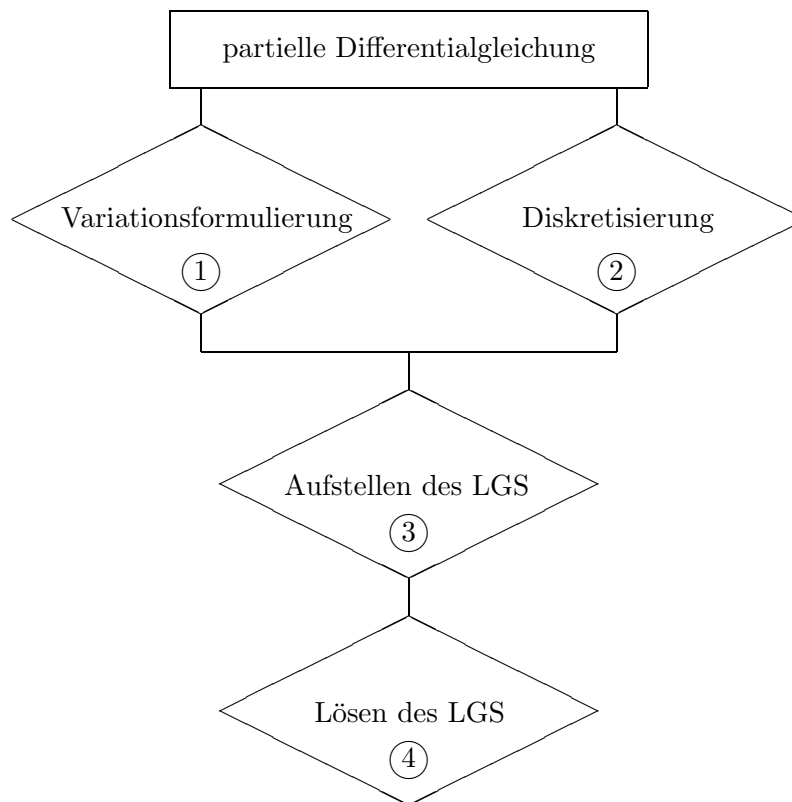 partielle Differentialgleichung
Variationsformulierung
1
Diskretisierung
2
Aufstellen des LGS
3
Lösen des LGS
4